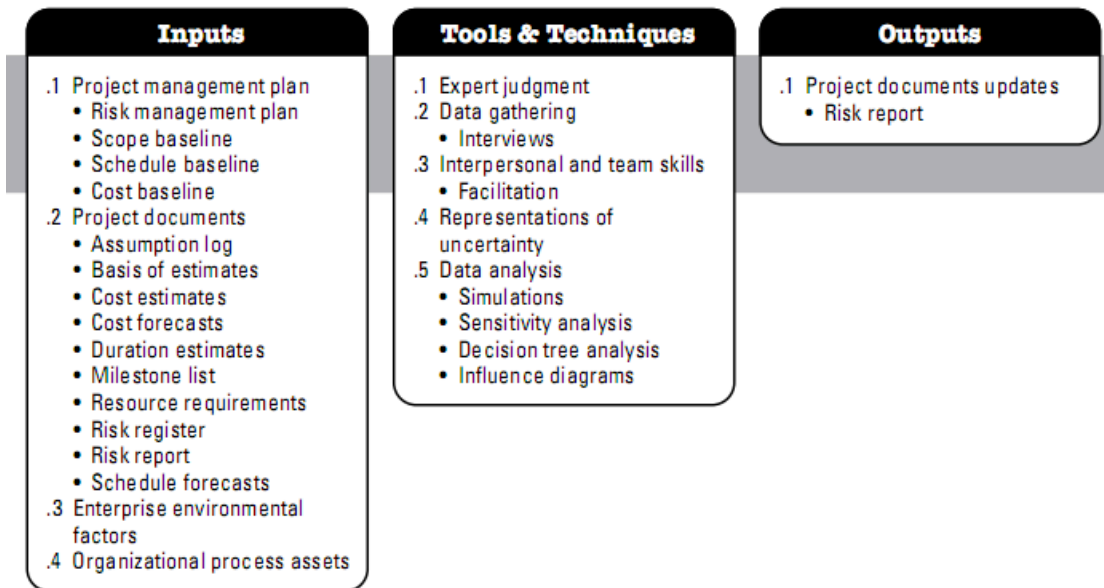 Inputs
.1 Project management plan
• Risk management plan
• Scope baseline
• Schedule baseline
• Cost baseline
.2 Project documents
• Assumption log
• Basis of estimates
• Cost estimates
• Cost forecasts
• Duration estimates
• Milestone list
• Resource requirements
• Risk register
• Risk report
• Schedule forecasts
.3 Enterprise environmental
factors
.4 Organizational process assets
Tools & Techniques
.1 Expert judgment
.2 Data gathering
• Interviews
.3 Interpersonal and team skills
• Facilitation
.4 Representations of
uncertainty
.5 Data analysis
• Simulations
• Sensitivity analysis
• Decision tree analysis
• Influence diagrams
Outputs
.1 Project documents updates
• Risk report